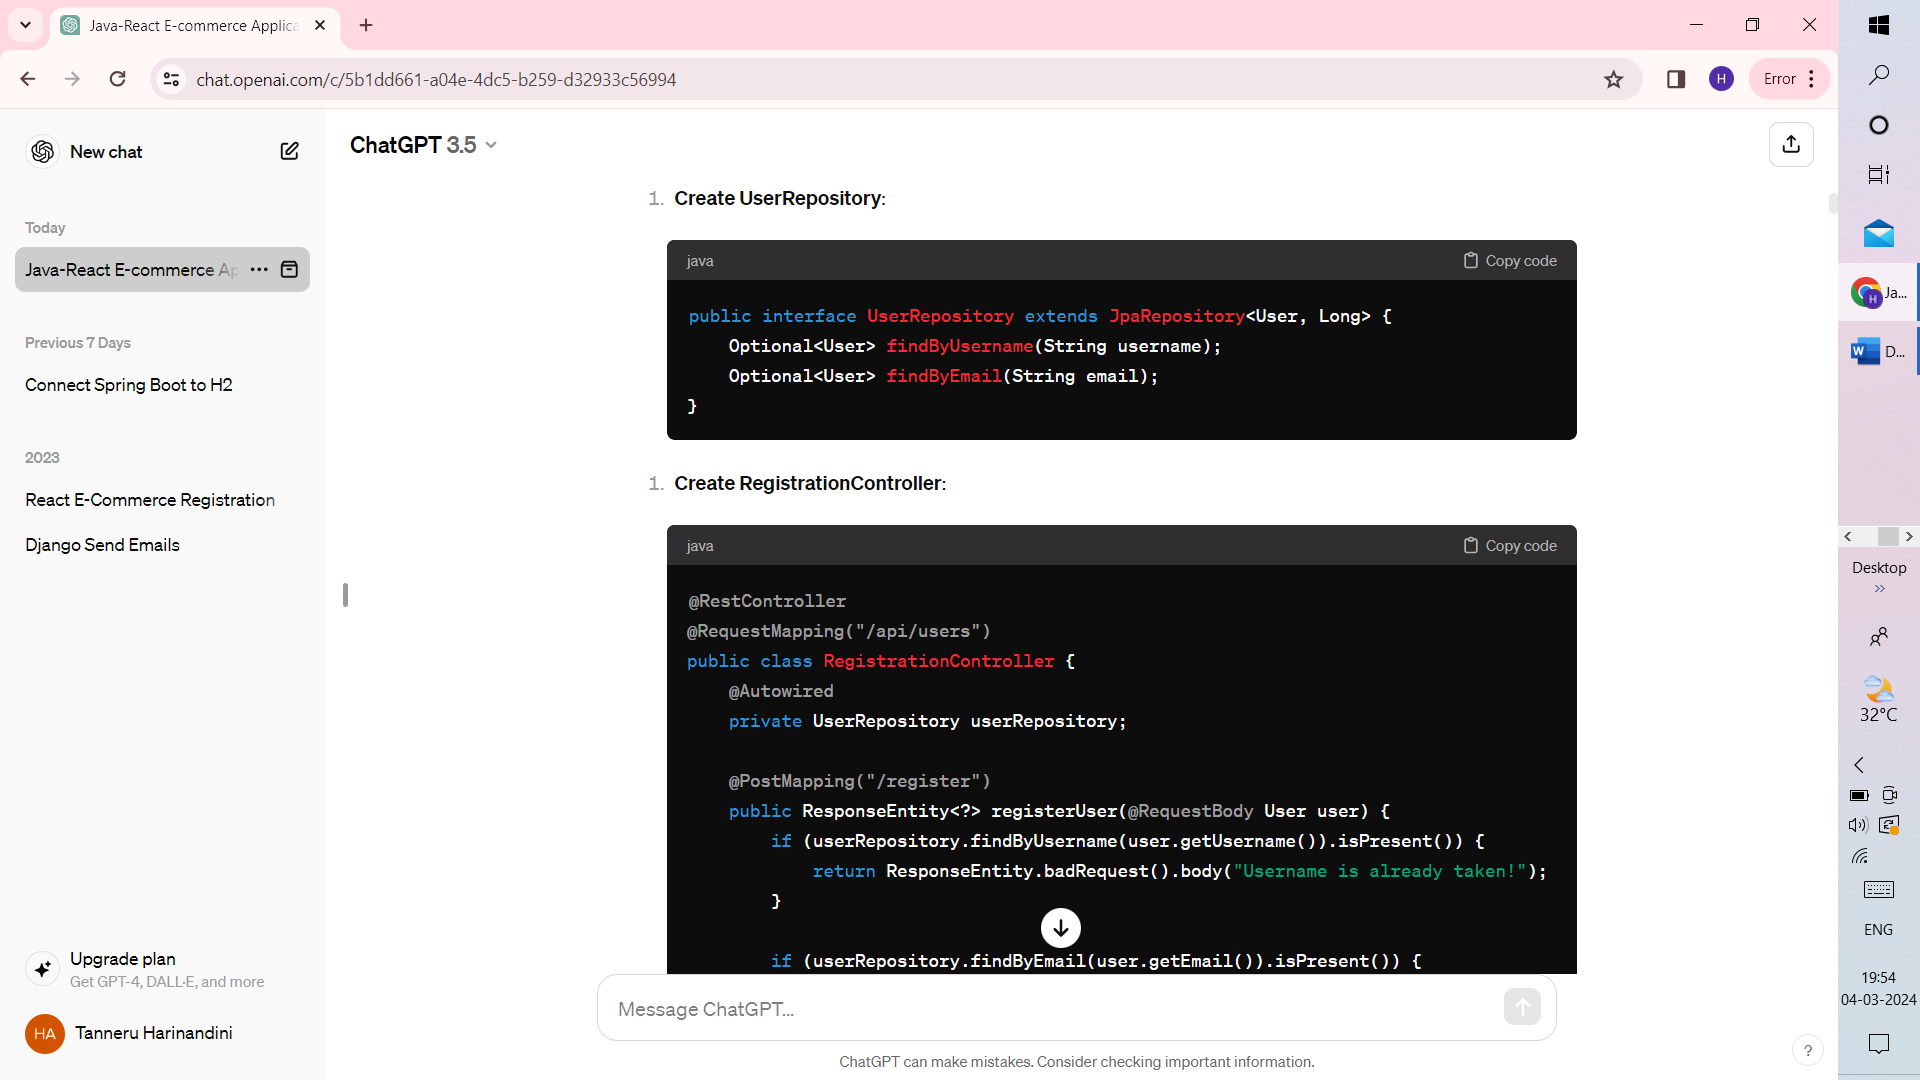 Java-React E-commerce Applica
chat.openai.com/c/5b1dd661-a04e-4dc5-b259-d32933c56994
H
Error
New chat
Today
Java-React E-commerce Ap
Previous 7 Days
Connect Spring Boot to H2
2023
React E-Commerce Registration
Django Send Emails
Upgrade plan
Get GPT-4, DALL·E, and more
HA
Tanneru Harinandini
ChatGPT 3.5
1. Create UserRepository:
java
Copy code
public interface UserRepository extends JpaRepository<User, Long> {
    Optional<User> findByUsername(String username);
    Optional<User> findByEmail(String email);
}
1. Create RegistrationController:
java
Copy code
@RestController
@RequestMapping("/api/users")
public class RegistrationController {
    @Autowired
    private UserRepository userRepository;
    @PostMapping("/register")
    public ResponseEntity<?> registerUser(@RequestBody User user) {
        if (userRepository.findByUsername(user.getUsername()).isPresent()) {
            return ResponseEntity.badRequest().body("Username is already taken!");
        }
        if (userRepository.findByEmail(user.getEmail()).isPresent()) {
Message ChatGPT...
ChatGPT can make mistakes. Consider checking important information.
?
H
Ja...
W
D...
Desktop
32°C
ENG
19:54
04-03-2024